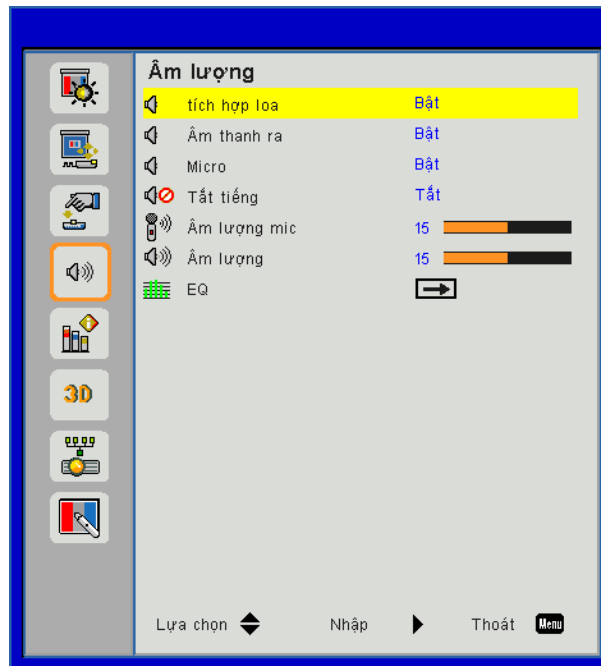 Âm lượng
tích hợp loa Bật
Âm thanh ra Bật
Micro Bật
Tắt tiếng Tắt
Âm lượng mic 15
Âm lượng 15
EQ
3D
Lựa chọn Nhập Thoát Menu